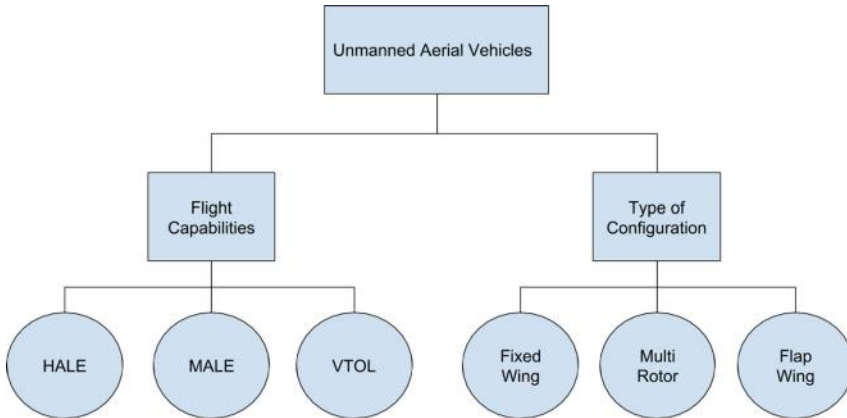 Unmanned Aerial Vehicles
Flight
Capabilities
Type of
Configuration
HALE
MALE
VTOL
Fixed
Wing
Multi
Rotor
Flap
Wing